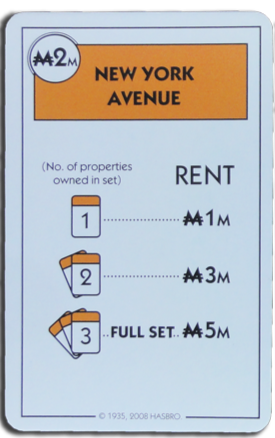 ₩2M
NEW YORK
AVENUE
(No. of properties
owned in set)
RENT
1 ₩1M
2 ₩3M
3 ..FULL SET.. ₩5M
© 1935, 2008 HASBRO